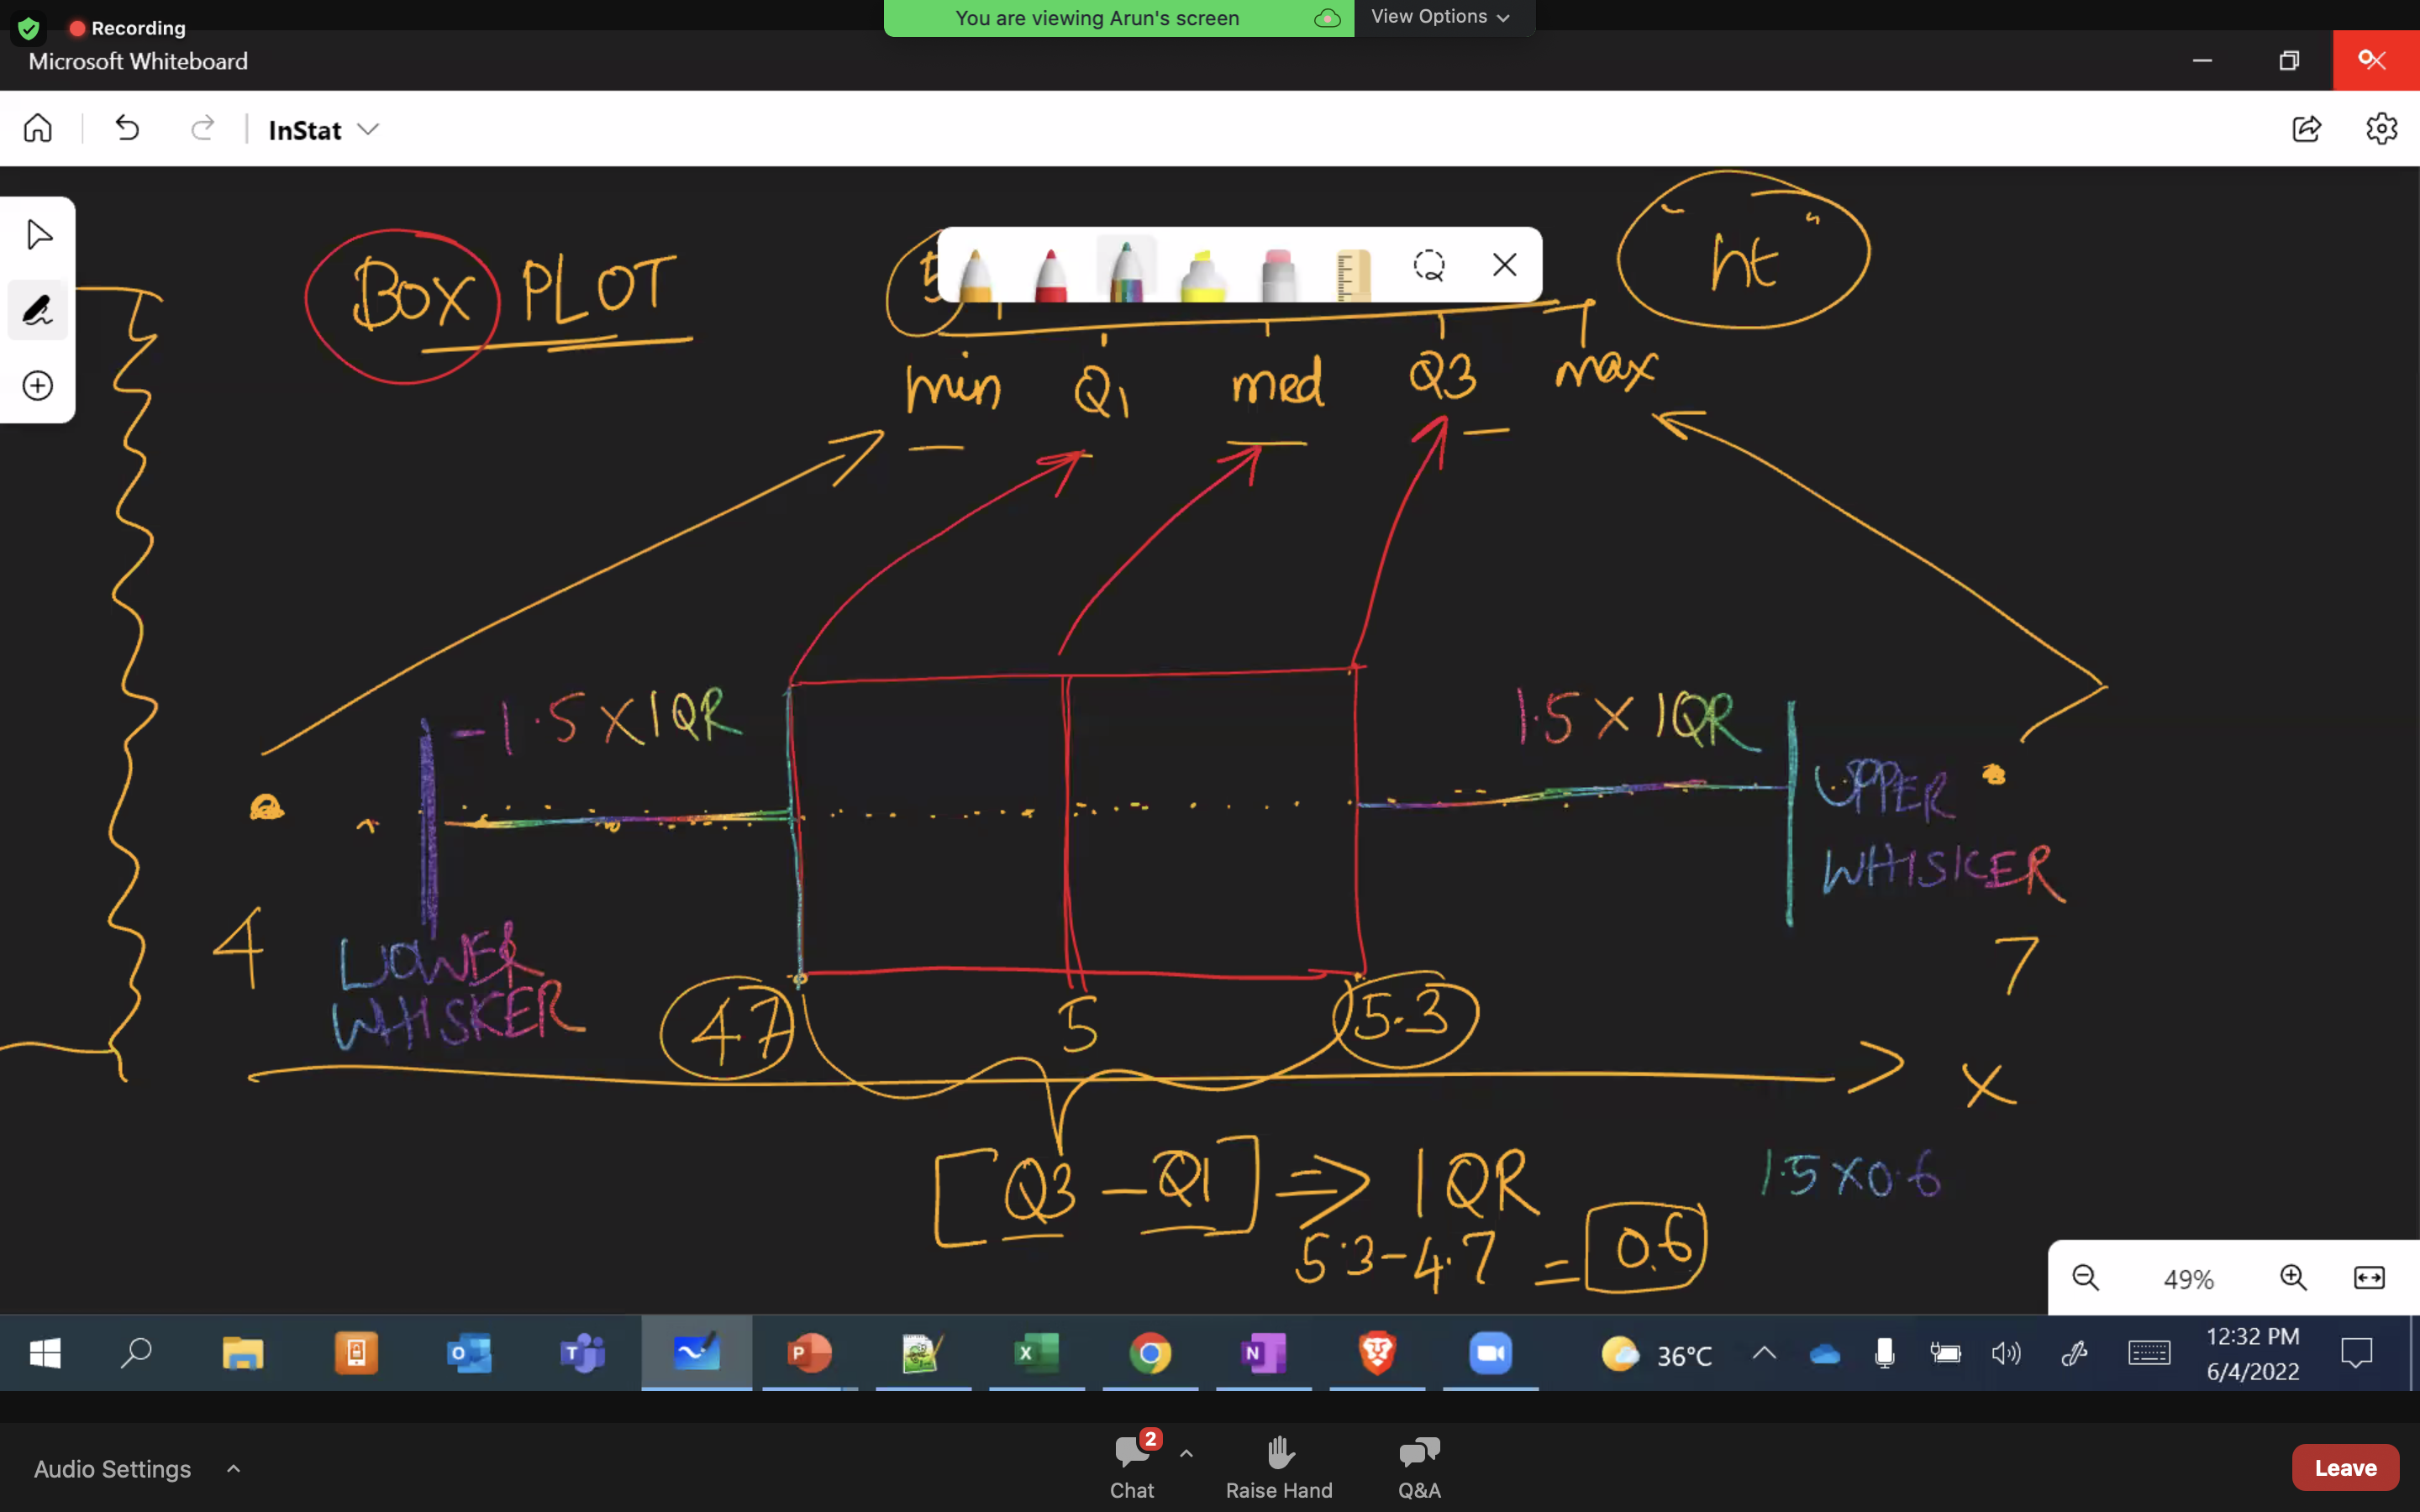 Recording
You are viewing Arun's screen
View Options
Microsoft Whiteboard
InStat
BOX PLOT
5
" ht "
min Q1 med Q3 max
-1.5 X IQR
1.5 X IQR
UPPER
WHISKER
4
LOWER
WHISKER
4.7
5
5.3
7
X
[Q3 - Q1] => IQR
1.5 X 0.6
5.3 - 4.7 = 0.6
49%
36°C
12:32 PM
6/4/2022
Audio Settings
2
Chat
Raise Hand
Q&A
Leave